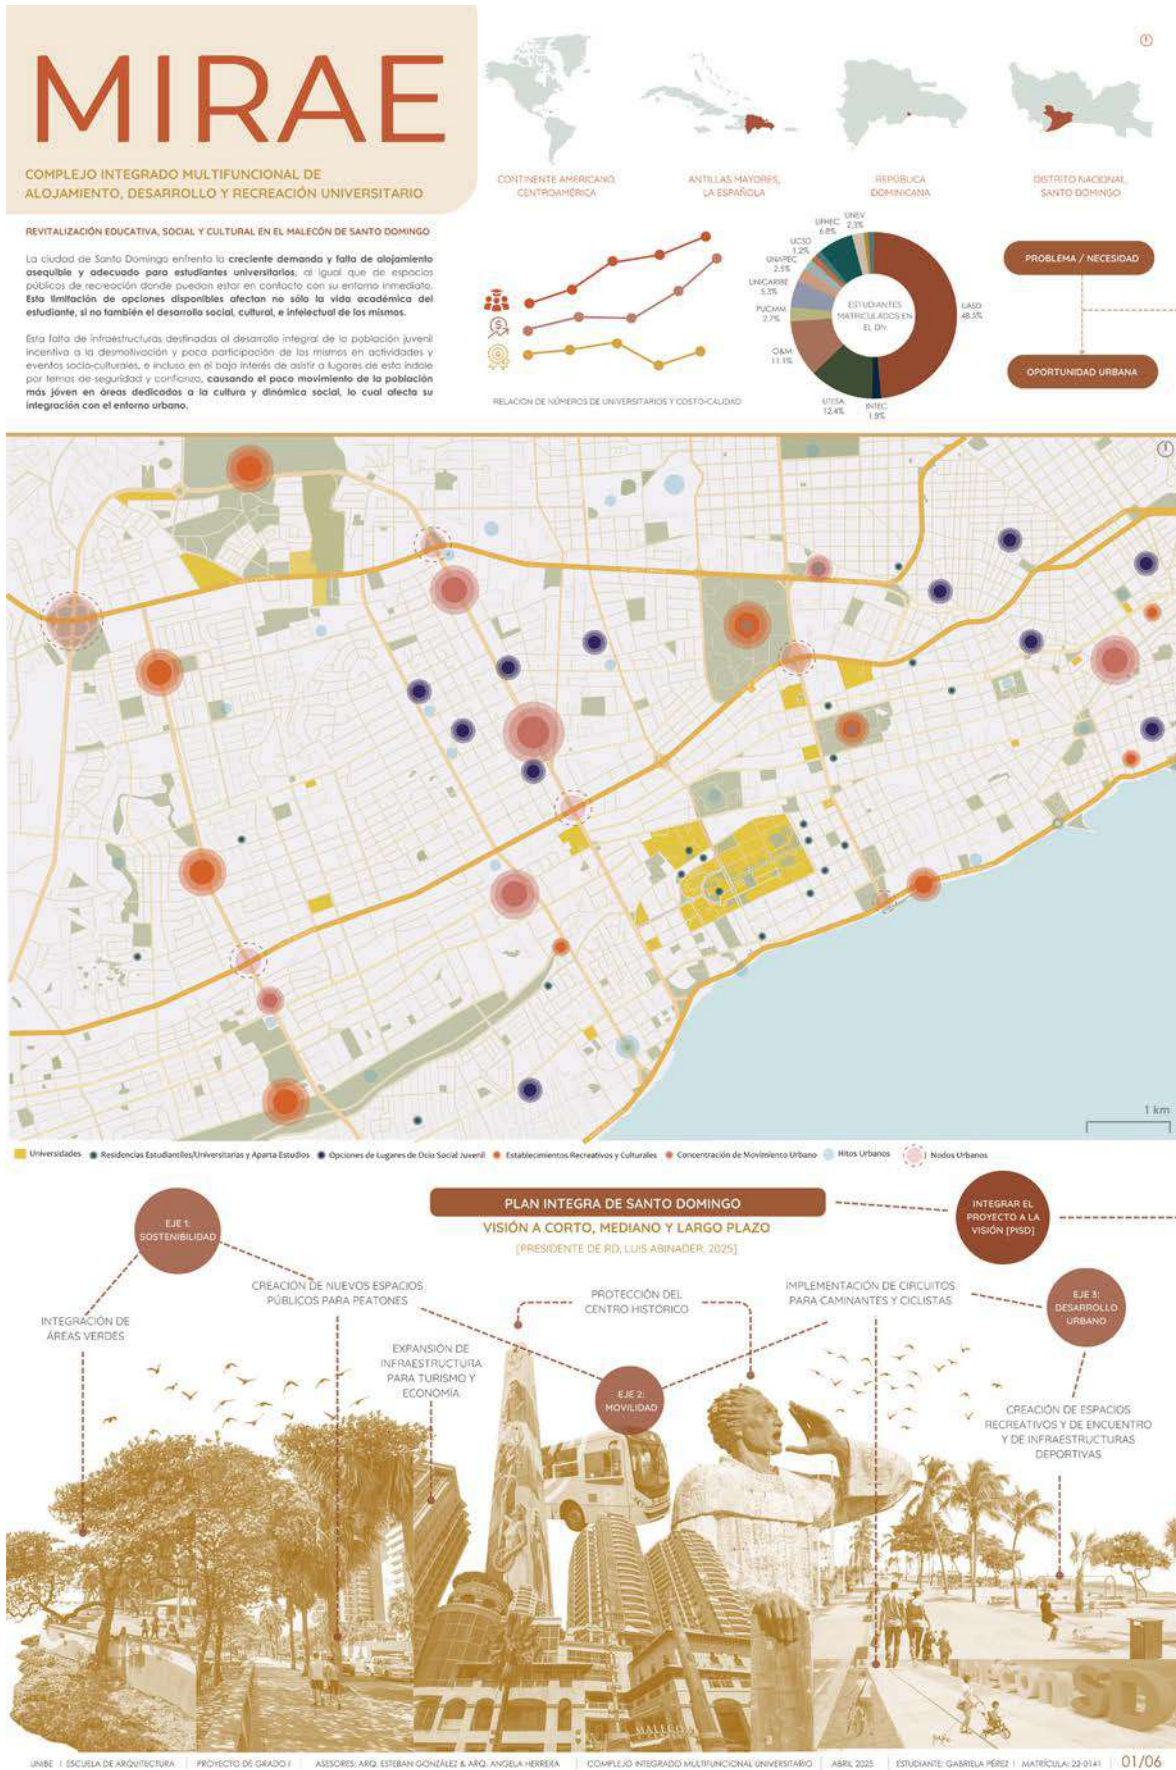 MIRAE
COMPLEJO INTEGRADO MULTIFUNCIONAL DE
ALOJAMIENTO, DESARROLLO Y RECREACIÓN UNIVERSITARIO
REVITALIZACIÓN EDUCATIVA, SOCIAL Y CULTURAL EN EL MALECÓN DE SANTO DOMINGO
La ciudad de Santo Domingo enfrenta la creciente demanda y falta de alojamiento
asequible y adecuado para estudiantes universitarios, al igual que de espacios
públicos de recreación donde puedan estar en contacto con su entorno inmediato.
Esta limitación de opciones disponibles afectan no sólo la vida académica del
estudiante, si no también el desarrollo social, cultural, e intelectual de los mismos.
Esta falta de infraestructuras destinadas al desarrollo integral de la población juvenil
incentiva a la desmotivación y poca participación de los mismos en actividades y
eventos socio-culturales, e incluso en el bajo interés de asistir a lugares de esta índole
por temas de seguridad y confianza, causando el poco movimiento de la población
más jóven en áreas dedicadas a la cultura y dinámica social, lo cual afecta su
integración con el entorno urbano.
CONTINENTE AMERICANO,
CENTROAMÉRICA
ANTILLAS MAYORES,
LA ESPAÑOLA
REPÚBLICA
DOMINICANA
DISTRITO NACIONAL,
SANTO DOMINGO
RELACIÓN DE NÚMEROS DE UNIVERSITARIOS Y COSTO-CALIDAD
UNEV
2.3%
UFHEC
6.8%
UCSD
1.2%
UNAPEC
2.5%
UNICARIBE
5.3%
PUCMM
2.7%
O&M
11.1%
UTESA
12.4%
INTEC
1.8%
UASD
48.5%
ESTUDIANTES
MATRICULADOS EN
EL DN
PROBLEMA / NECESIDAD
OPORTUNIDAD URBANA
1 km
Universidades
Residencias Estudiantiles/Universitarias y Aparta Estudios
Opciones de Lugares de Ocio Social Juvenil
Establecimientos Recreativos y Culturales
Concentración de Movimiento Urbano
Hitos Urbanos
Nodos Urbanos
PLAN INTEGRA DE SANTO DOMINGO
VISIÓN A CORTO, MEDIANO Y LARGO PLAZO
[PRESIDENTE DE RD, LUIS ABINADER, 2025]
INTEGRAR EL
PROYECTO A LA
VISIÓN [PISD]
EJE 1:
SOSTENIBILIDAD
INTEGRACIÓN DE
ÁREAS VERDES
CREACIÓN DE NUEVOS ESPACIOS
PÚBLICOS PARA PEATONES
EXPANSIÓN DE
INFRAESTRUCTURA
PARA TURISMO Y
ECONOMÍA
PROTECCIÓN DEL
CENTRO HISTÓRICO
EJE 2:
MOVILIDAD
IMPLEMENTACIÓN DE CIRCUITOS
PARA CAMINANTES Y CICLISTAS
EJE 3:
DESARROLLO
URBANO
CREACIÓN DE ESPACIOS
RECREATIVOS Y DE ENCUENTRO
Y DE INFRAESTRUCTURAS
DEPORTIVAS
MALECON
SD
UNIBE | ESCUELA DE ARQUITECTURA | PROYECTO DE GRADO I | ASESORES: ARQ. ESTEBAN GONZÁLEZ & ARQ. ANGELA HERRERA | COMPLEJO INTEGRADO MULTIFUNCIONAL UNIVERSITARIO | ABRIL 2025 | ESTUDIANTE: GABRIELA PÉREZ | MATRÍCULA: 22-0141 | 01/06